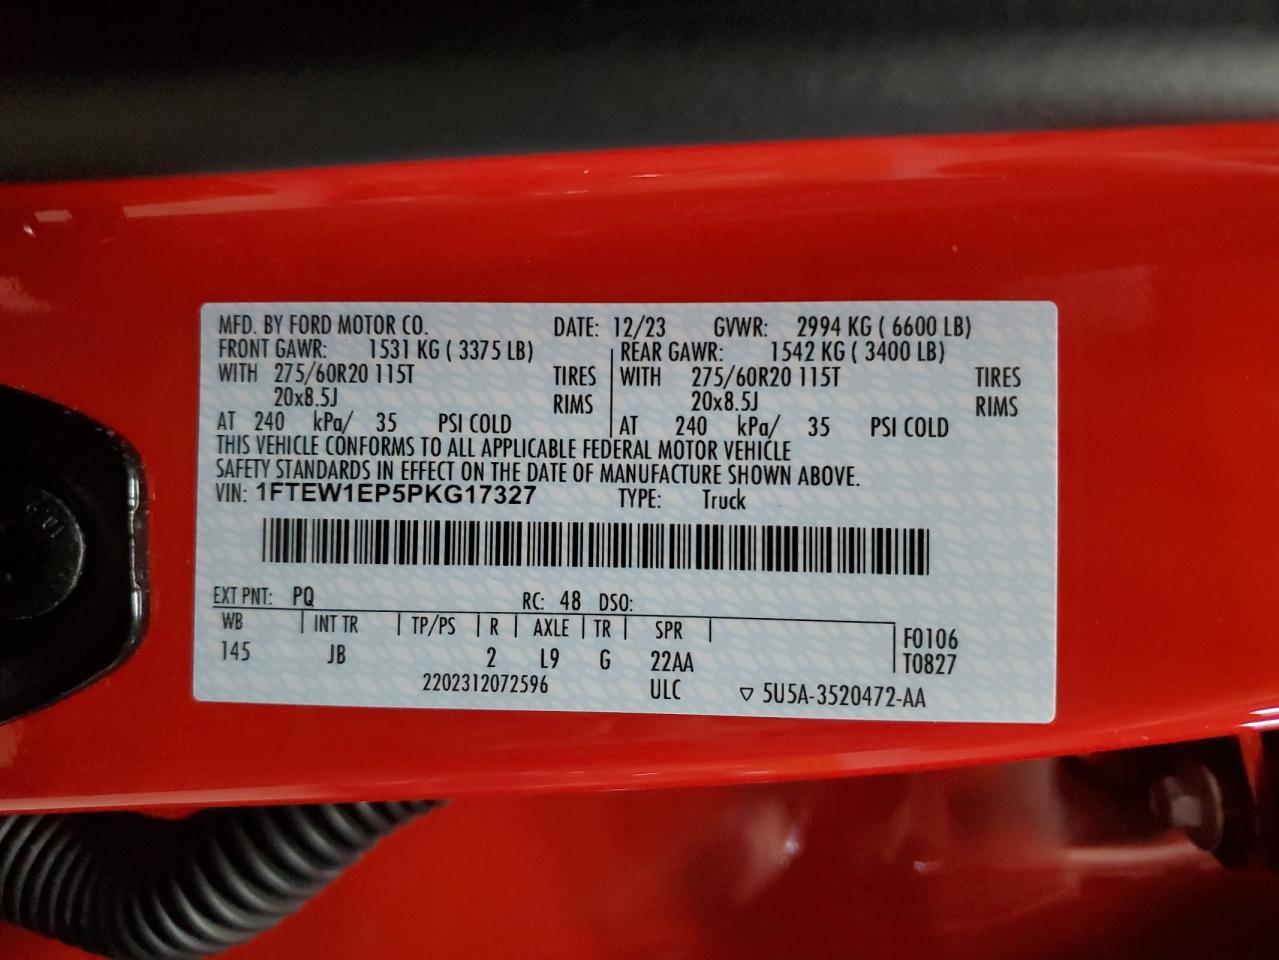 MFD. BY FORD MOTOR CO. DATE: 12/23 GVWR: 2994 KG ( 6600 LB)
FRONT GAWR: 1531 KG ( 3375 LB) REAR GAWR: 1542 KG ( 3400 LB)
WITH 275/60R20 115T TIRES WITH 275/60R20 115T TIRES
20x8.5J RIMS 20x8.5J RIMS
AT 240 kPa/ 35 PSI COLD AT 240 kPa/ 35 PSI COLD
THIS VEHICLE CONFORMS TO ALL APPLICABLE FEDERAL MOTOR VEHICLE
SAFETY STANDARDS IN EFFECT ON THE DATE OF MANUFACTURE SHOWN ABOVE.
VIN: 1FTEW1EP5PKG17327 TYPE: Truck
EXT PNT: PQ RC: 48 DSO:
WB INT TR TP/PS R AXLE TR SPR F0106
145 JB 2 L9 G 22AA T0827
2202312072596 ULC ▽ 5U5A-3520472-AA